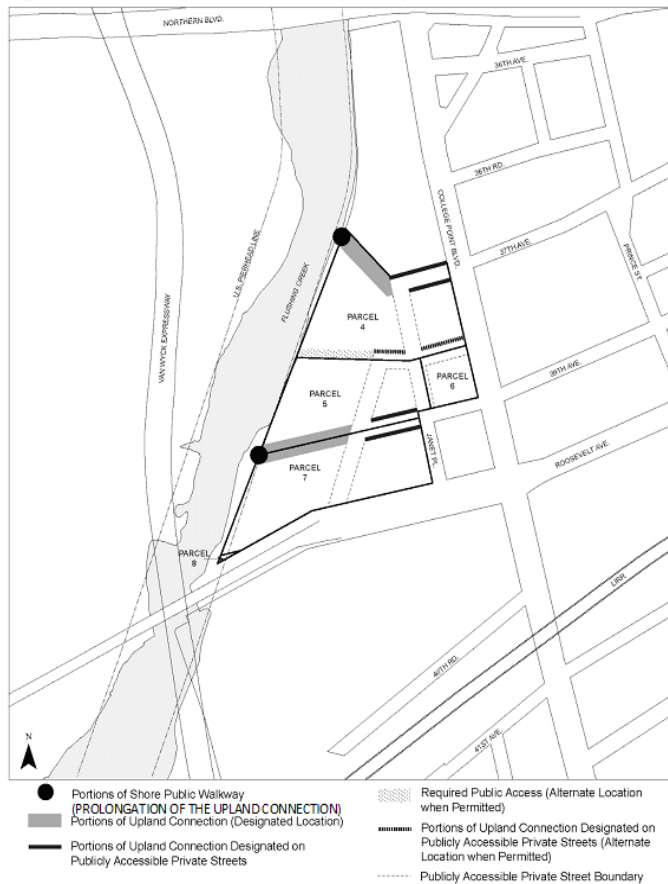 NORTHERN BLVD.
36TH AVE.
36TH RD.
COLLEGE POINT BLVD.
37TH AVE.
PRINCE ST.
U.S. PIERHEAD LINE
FLUSHING CREEK
VAN WYCK EXPRESSWAY
PARCEL
4
PARCEL
6
39TH AVE.
PARCEL
5
JANET PL.
ROOSEVELT AVE.
PARCEL
7
PARCEL
8
LIRR
40TH RD.
41ST AVE.
N
Portions of Shore Public Walkway
(PROLONGATION OF THE UPLAND CONNECTION)
Portions of Upland Connection (Designated Location)
Portions of Upland Connection Designated on
Publicly Accessible Private Streets
Required Public Access (Alternate Location
when Permitted)
Portions of Upland Connection Designated on
Publicly Accessible Private Streets (Alternate
Location when Permitted)
Publicly Accessible Private Street Boundary